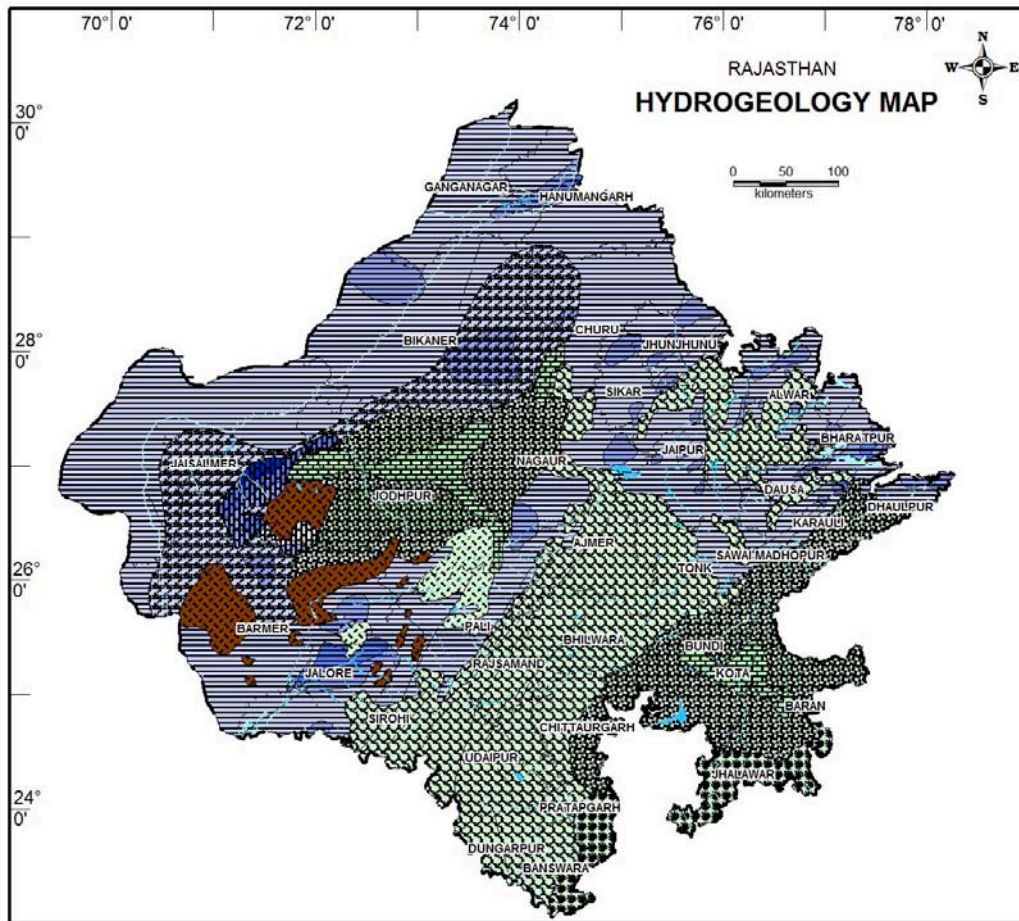 70° 0' 72° 0' 74° 0' 76° 0' 78° 0'
N
W E
S
RAJASTHAN
HYDROGEOLOGY MAP
30°
0'
0 50 100
kilometers
GANGANAGAR
HANUMANGARH
28°
0'
CHURU
BIKANER
JHUNJHUNU
SIKAR
ALWAR
BHARATPUR
JAIPUR
NAGAUR
JAISALMER
DAUSA
JODHPUR
DHAULPUR
KARAULI
AJMER
SAWAI MADHOPUR
26°
0'
TONK
BARMER
PALI
BHILWARA
BUNDI
RAJSAMAND
KOTA
JALORE
BARAN
SIROHI
CHITTAURGARH
UDAIPUR
JHALAWAR
24°
0'
PRATAPGARH
DUNGARPUR
BANSWARA